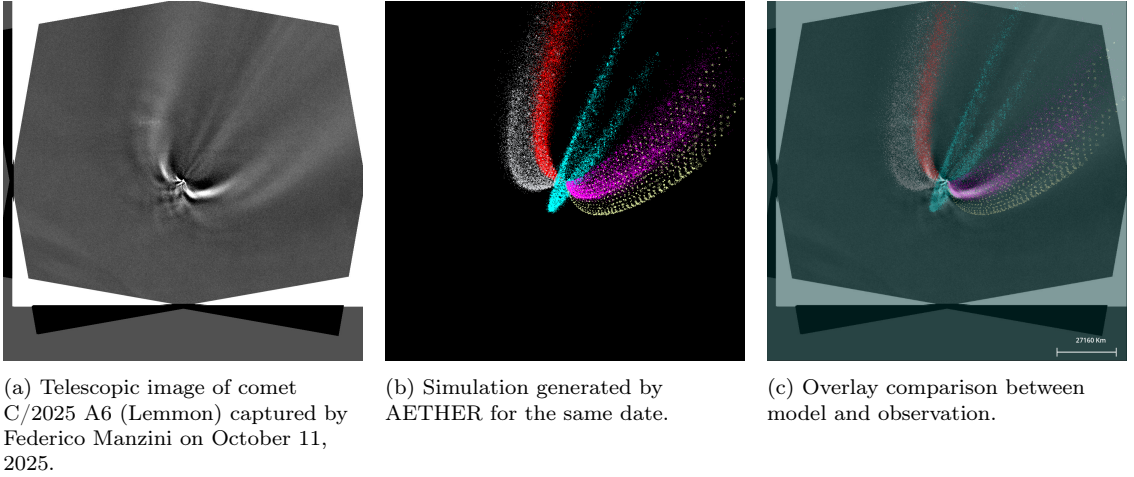 27160 Km
(a) Telescopic image of comet
C/2025 A6 (Lemmon) captured by
Federico Manzini on October 11,
2025.
(b) Simulation generated by
AETHER for the same date.
(c) Overlay comparison between
model and observation.